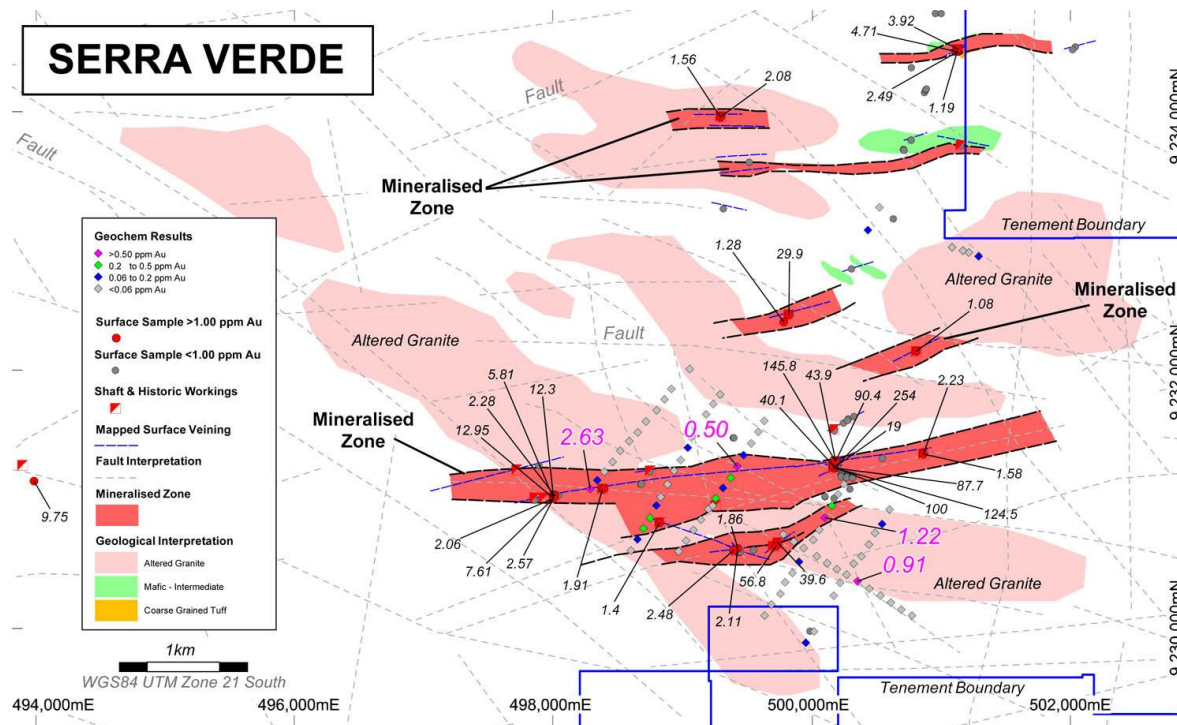 SERRA VERDE
3.92
4.71
2.49
1.19
1.56
2.08
Fault
Fault
9,234,000mN
Mineralised
Zone
Tenement Boundary
Geochem Results
>0.50 ppm Au
0.2 to 0.5 ppm Au
0.06 to 0.2 ppm Au
<0.06 ppm Au
Surface Sample >1.00 ppm Au
Surface Sample <1.00 ppm Au
Shaft & Historic Workings
Mapped Surface Veining
Fault Interpretation
Mineralised Zone
Geological Interpretation
Altered Granite
Mafic - Intermediate
Coarse Grained Tuff
1.28
29.9
Altered Granite
Mineralised
Zone
1.08
Fault
Altered Granite
9,232,000mN
145.8
43.9
90.4
254
2.23
40.1
19
5.81
12.3
2.28
12.95
Mineralised
Zone
2.63
0.50
1.58
87.7
124.5
100
9.75
2.06
7.61
2.57
1.91
1.4
1.86
2.48
2.11
56.8
39.6
1.22
0.91
Altered Granite
9,230,000mN
1km
WGS84 UTM Zone 21 South
Tenement Boundary
494,000mE
496,000mE
498,000mE
500,000mE
502,000mE